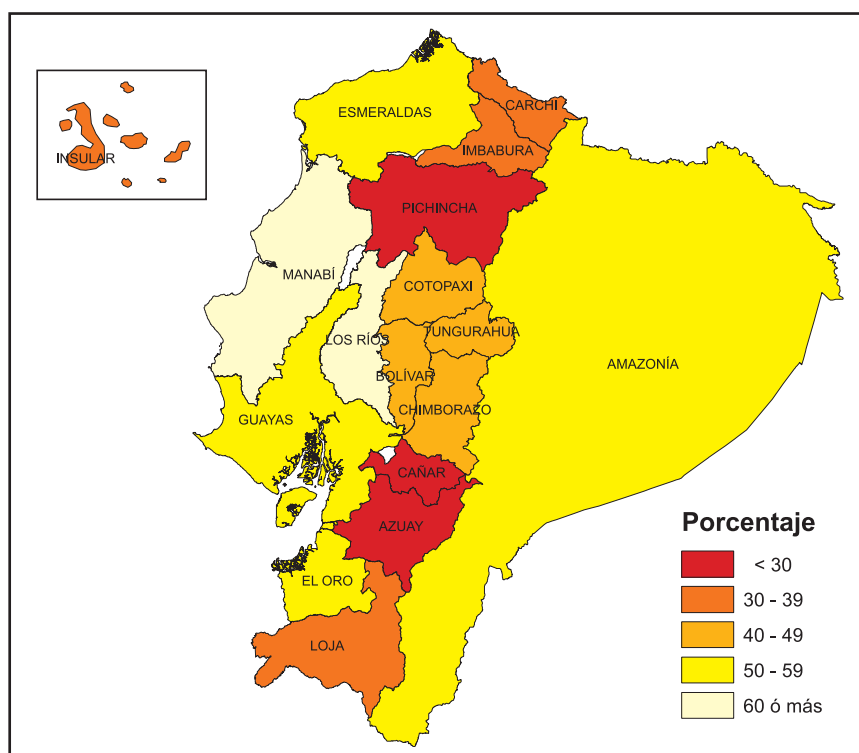 ESMERALDAS
CARCHI
IMBABURA
INSULAR
PICHINCHA
MANABÍ
COTOPAXI
TUNGURAHUA
LOS RÍOS
BOLÍVAR
AMAZONÍA
CHIMBORAZO
GUAYAS
CAÑAR
AZUAY
EL ORO
LOJA
Porcentaje
< 30
30 - 39
40 - 49
50 - 59
60 ó más